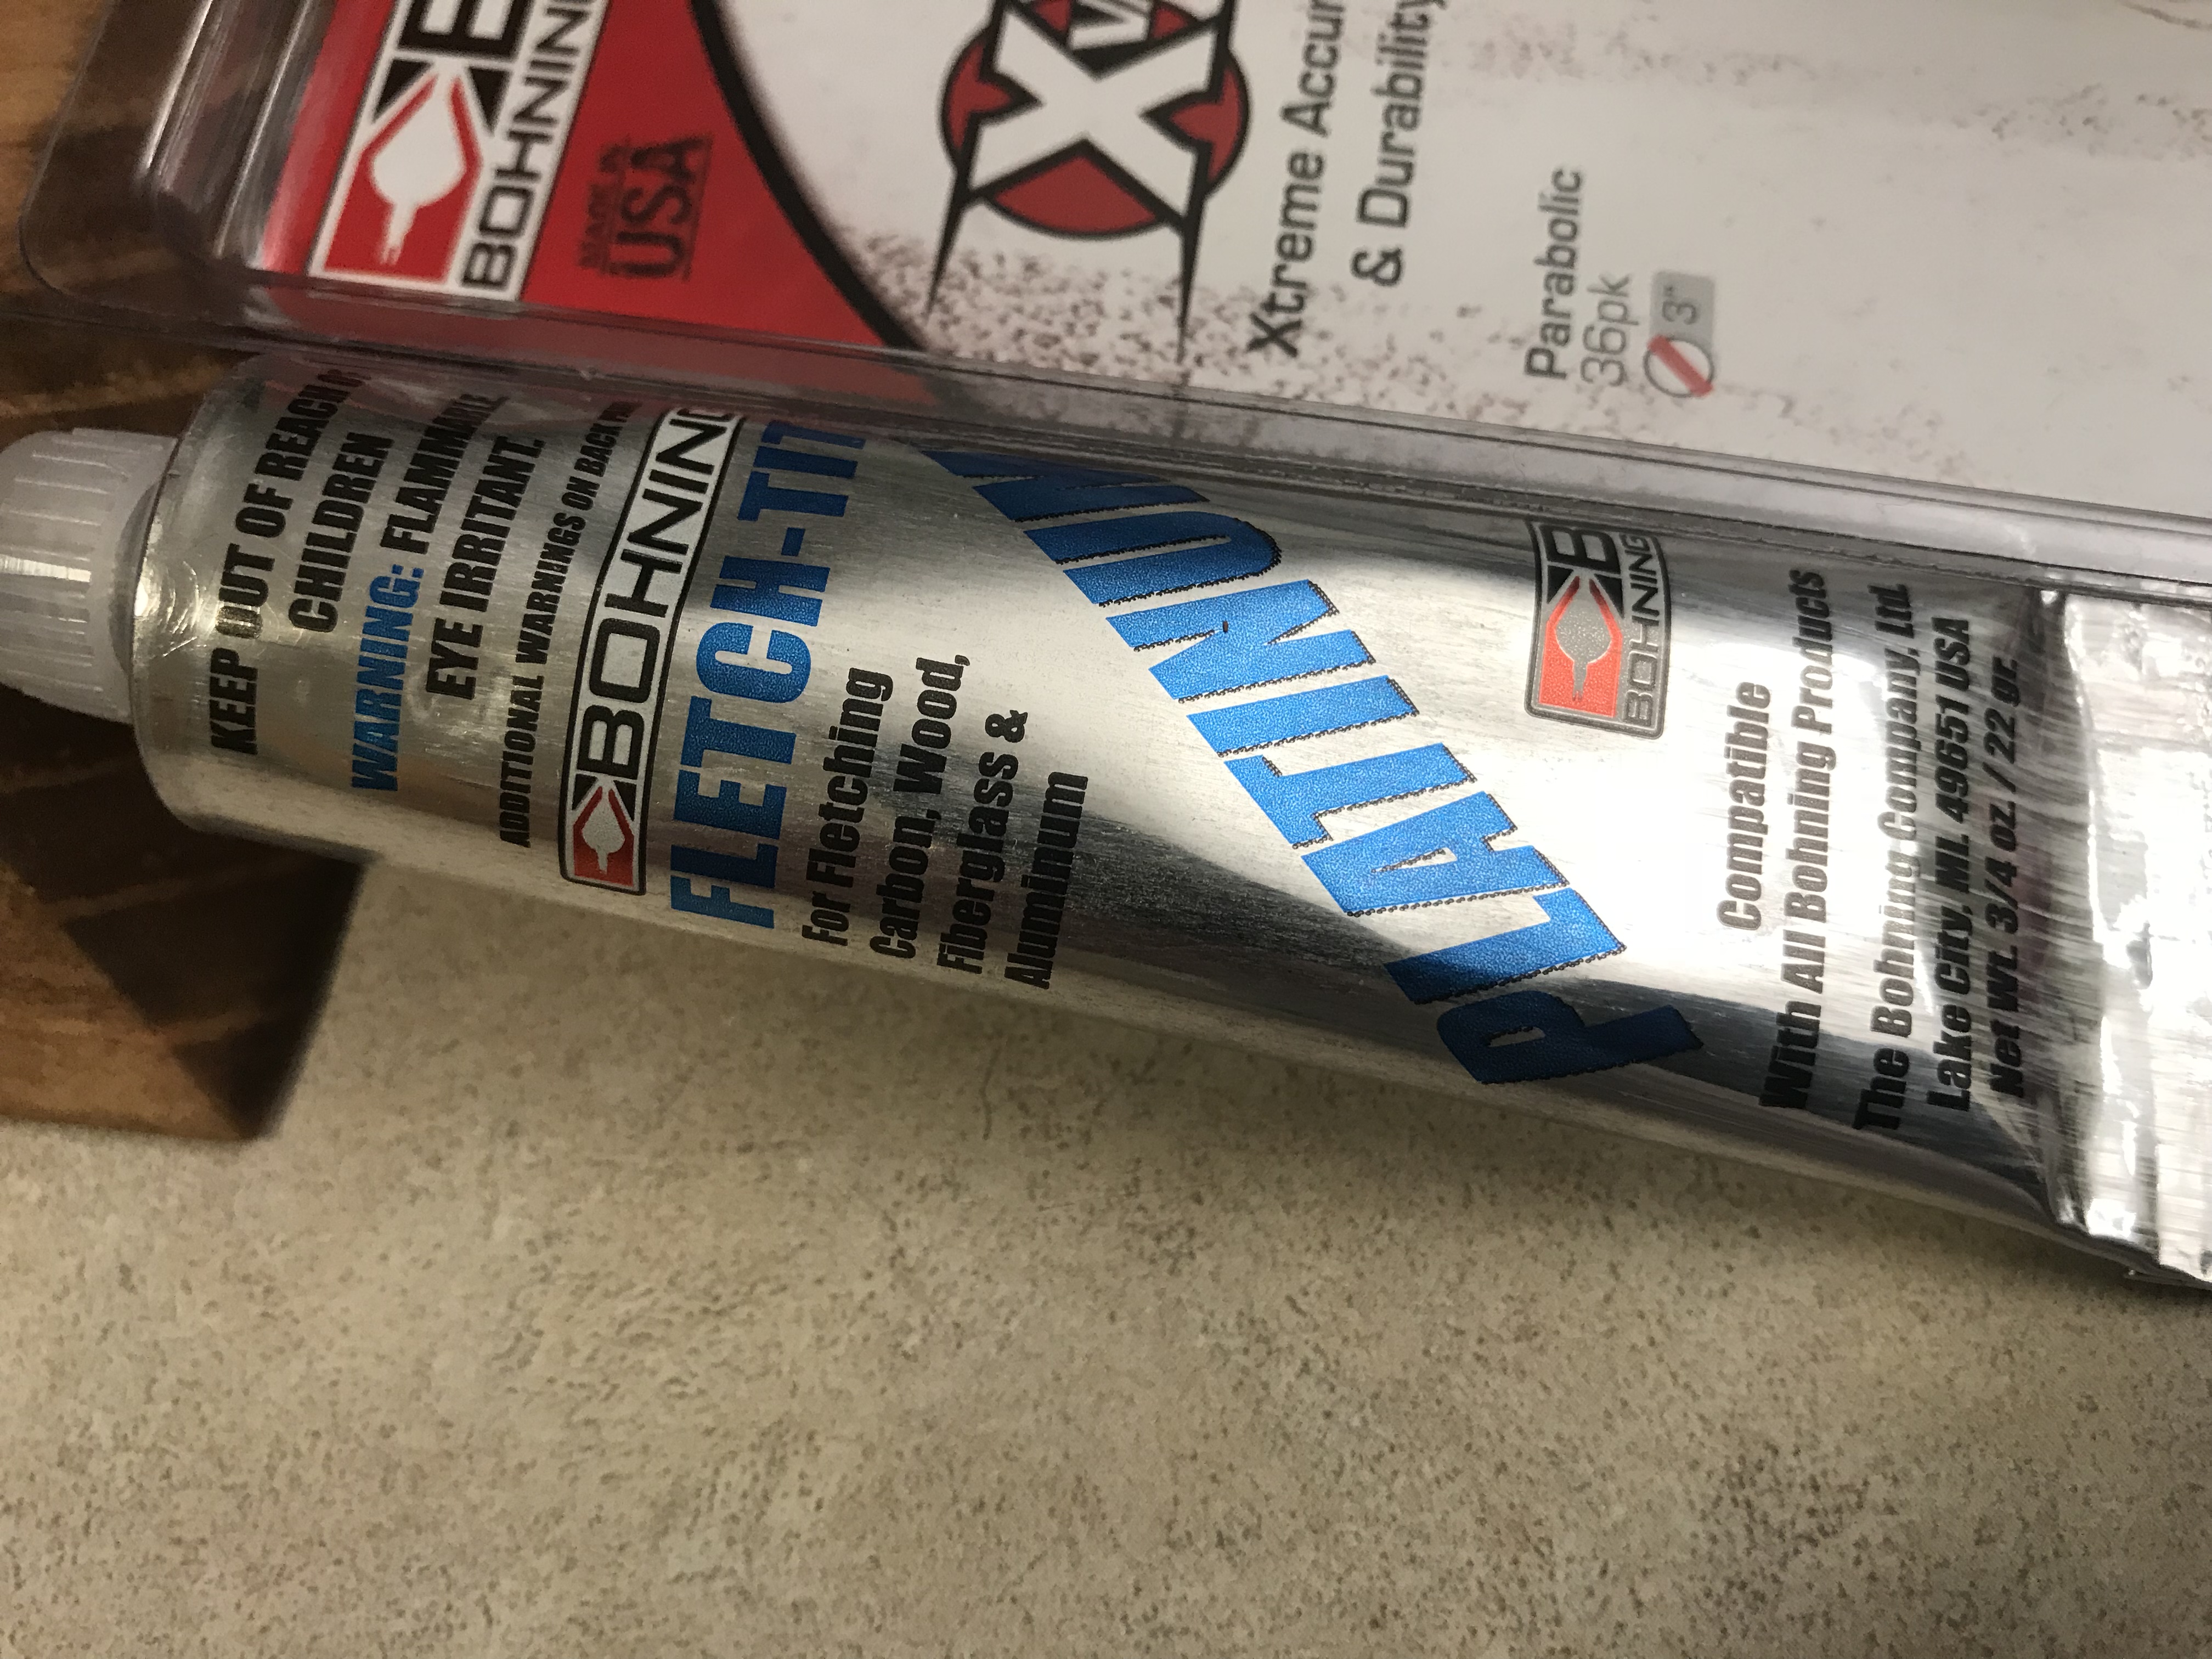 BOHNING
MADE IN
USA
X
Xtreme Accur
& Durability
Parabolic
36pk
3"
KEEP OUT OF REACH O
CHILDREN
WARNING: FLAMMABLE
EYE IRRITANT.
ADDITIONAL WARNINGS ON BACK
BOHNING
FLETCH-TIT
For Fletching
Carbon, Wood,
Fiberglass &
Aluminum
PLATINUM
B
BOHNING
Compatible
With All Bohning Products
The Bohning Company, Ltd.
Lake City, MI. 49651 USA
Net Wt. 3/4 oz. / 22 gr.